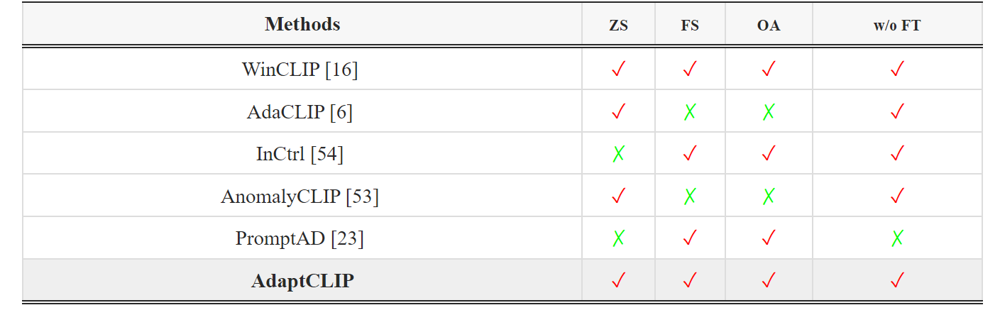 Methods ZS FS OA w/o FT
WinCLIP [16] ✓ ✓ ✓ ✓
AdaCLIP [6] ✓ ✗ ✗ ✓
InCtrl [54] ✗ ✓ ✓ ✓
AnomalyCLIP [53] ✓ ✗ ✗ ✓
PromptAD [23] ✗ ✓ ✓ ✗
AdaptCLIP ✓ ✓ ✓ ✓